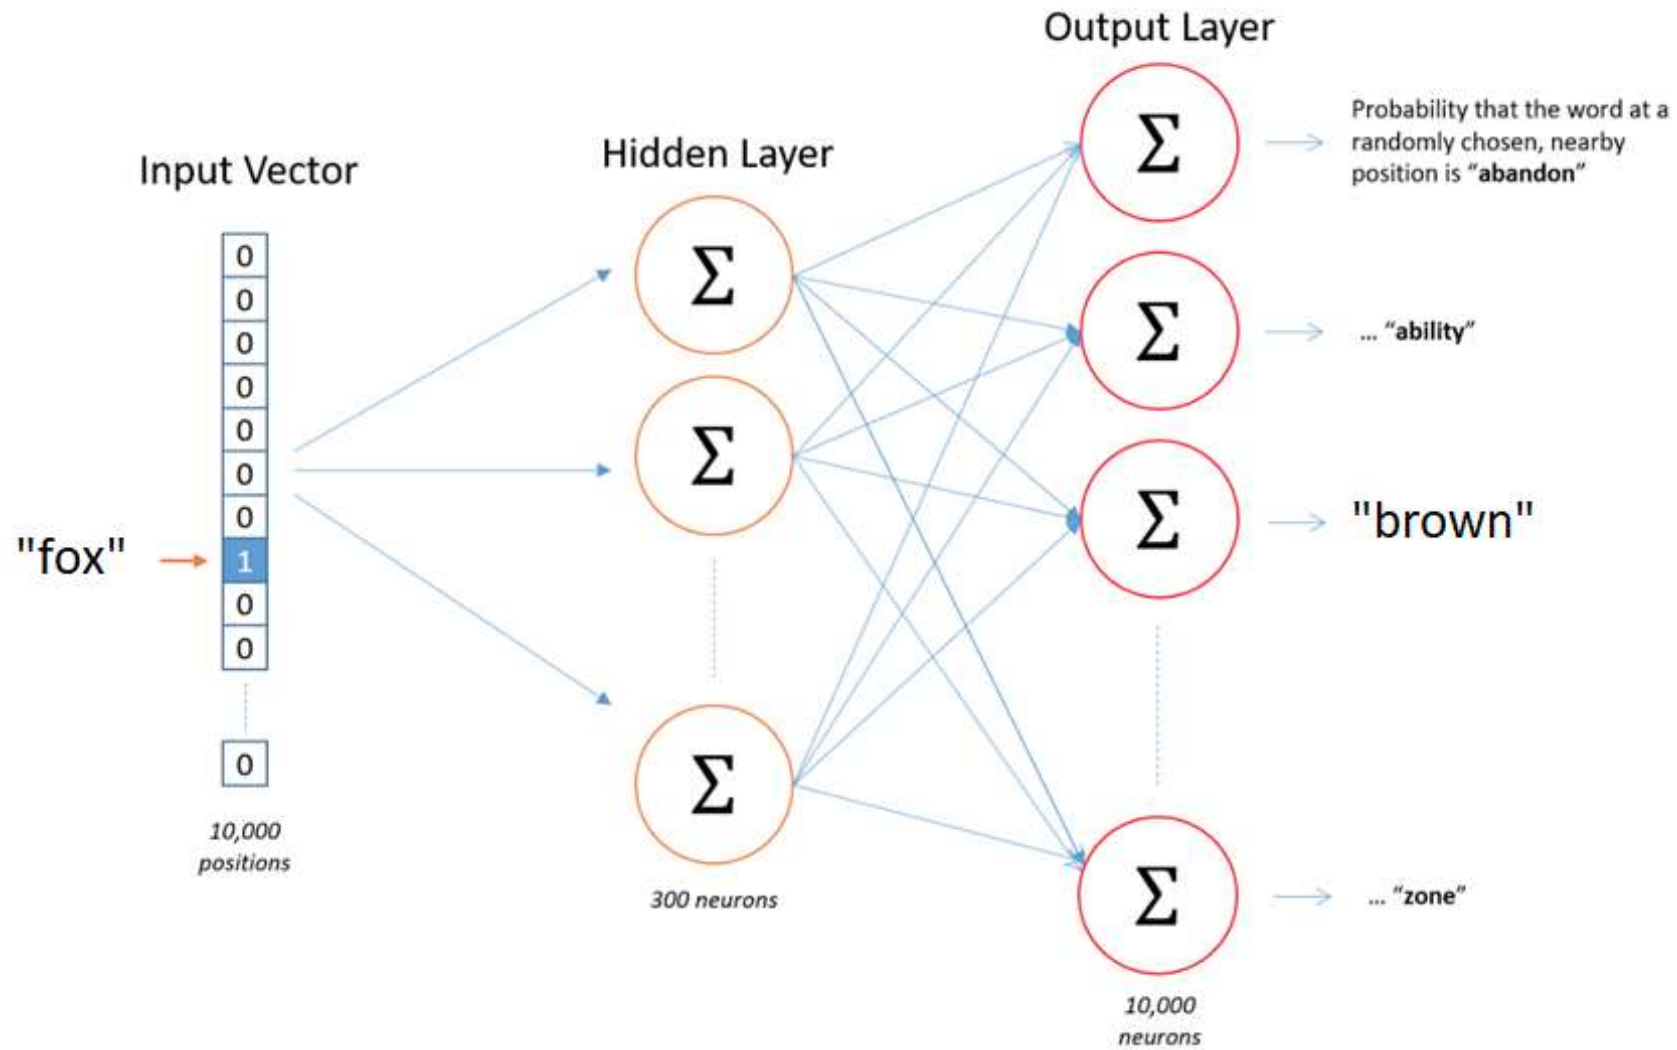 Output Layer
Hidden Layer
Input Vector
Σ
Σ
Σ
Σ
Σ
Σ
Σ
Probability that the word at a
randomly chosen, nearby
position is “abandon”
... “ability”
"brown"
... “zone”
"fox"
0
0
0
0
0
0
0
1
0
0
0
10,000
positions
300 neurons
10,000
neurons